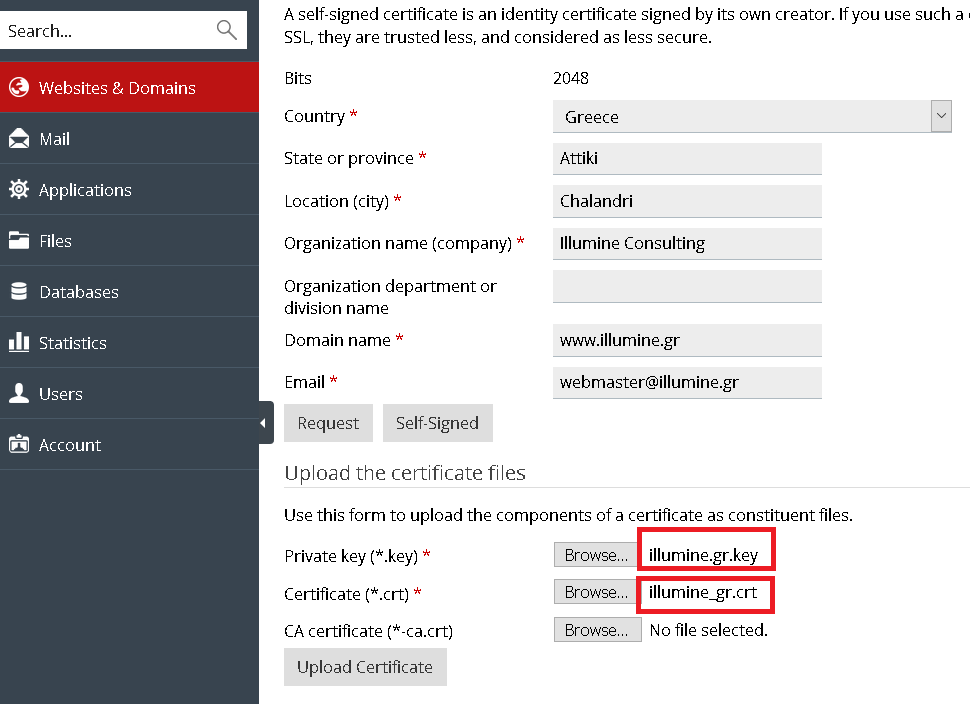 Search...
Websites & Domains
Mail
Applications
Files
Databases
Statistics
Users
Account
A self-signed certificate is an identity certificate signed by its own creator. If you use such a
SSL, they are trusted less, and considered as less secure.
Bits 2048
Country * Greece
State or province * Attiki
Location (city) * Chalandri
Organization name (company) * Illumine Consulting
Organization department or
division name
Domain name * www.illumine.gr
Email * webmaster@illumine.gr
Request Self-Signed
Upload the certificate files
Use this form to upload the components of a certificate as constituent files.
Private key (*.key) * Browse... illumine.gr.key
Certificate (*.crt) * Browse... illumine_gr.crt
CA certificate (*-ca.crt) Browse... No file selected.
Upload Certificate